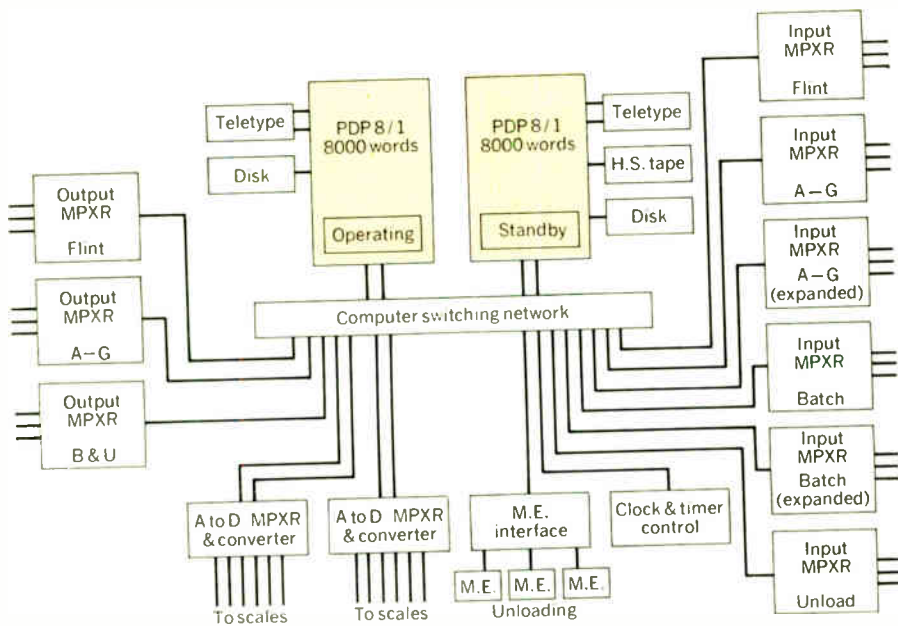 Input
MPXR
Flint
PDP 8/1
8000 words
Operating
PDP 8/1
8000 words
Standby
Teletype
Disk
Teletype
H.S. tape
Disk
Input
MPXR
A–G
Output
MPXR
Flint
Input
MPXR
A–G
(expanded)
Output
MPXR
A–G
Computer switching network
Input
MPXR
Batch
Output
MPXR
B & U
Input
MPXR
Batch
(expanded)
A to D MPXR
& converter
A to D MPXR
& converter
M.E.
interface
Clock & timer
control
Input
MPXR
Unload
M.E.
M.E.
M.E.
To scales
To scales
Unloading